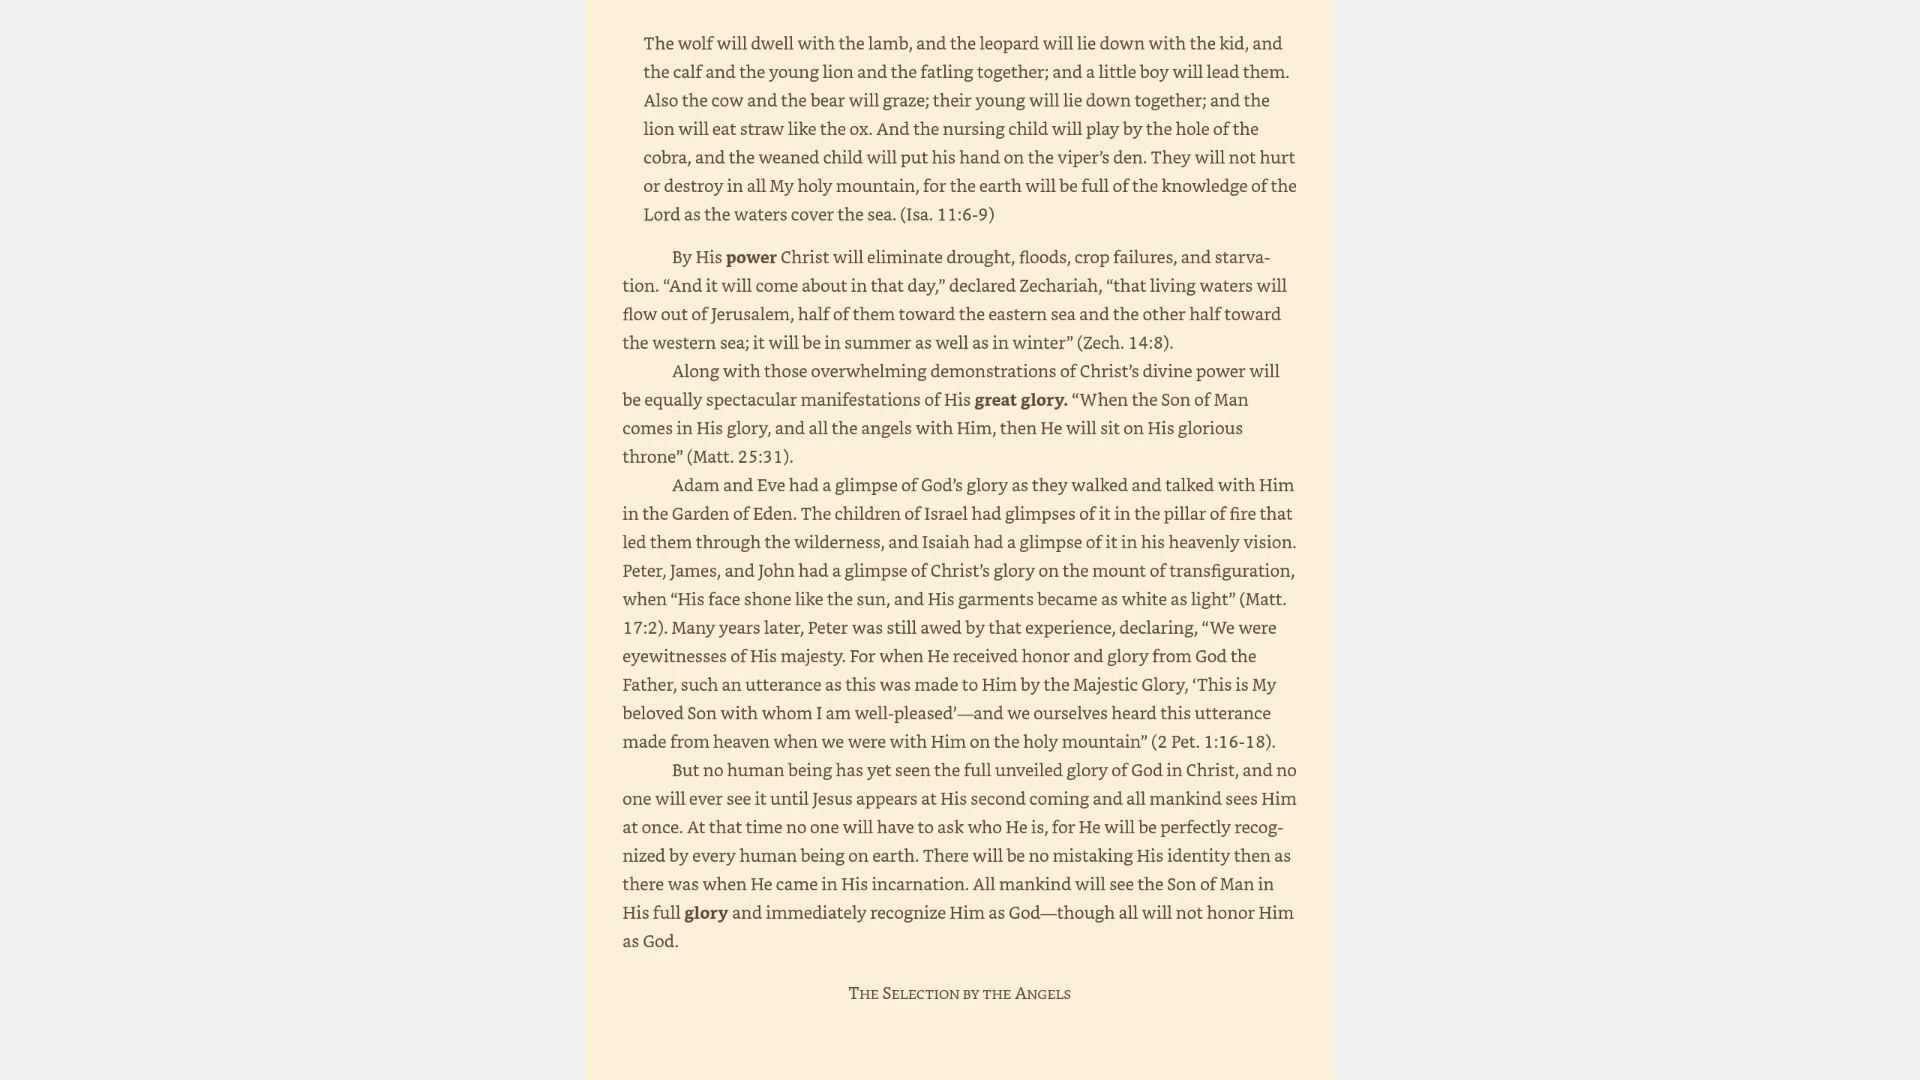 The wolf will dwell with the lamb, and the leopard will lie down with the kid, and
the calf and the young lion and the fatling together; and a little boy will lead them.
Also the cow and the bear will graze; their young will lie down together; and the
lion will eat straw like the ox. And the nursing child will play by the hole of the
cobra, and the weaned child will put his hand on the viper’s den. They will not hurt
or destroy in all My holy mountain, for the earth will be full of the knowledge of the
Lord as the waters cover the sea. (Isa. 11:6-9)
By His power Christ will eliminate drought, floods, crop failures, and starva-
tion. “And it will come about in that day,” declared Zechariah, “that living waters will
flow out of Jerusalem, half of them toward the eastern sea and the other half toward
the western sea; it will be in summer as well as in winter” (Zech. 14:8).
Along with those overwhelming demonstrations of Christ’s divine power will
be equally spectacular manifestations of His great glory. “When the Son of Man
comes in His glory, and all the angels with Him, then He will sit on His glorious
throne” (Matt. 25:31).
Adam and Eve had a glimpse of God’s glory as they walked and talked with Him
in the Garden of Eden. The children of Israel had glimpses of it in the pillar of fire that
led them through the wilderness, and Isaiah had a glimpse of it in his heavenly vision.
Peter, James, and John had a glimpse of Christ’s glory on the mount of transfiguration,
when “His face shone like the sun, and His garments became as white as light” (Matt.
17:2). Many years later, Peter was still awed by that experience, declaring, “We were
eyewitnesses of His majesty. For when He received honor and glory from God the
Father, such an utterance as this was made to Him by the Majestic Glory, ‘This is My
beloved Son with whom I am well-pleased’—and we ourselves heard this utterance
made from heaven when we were with Him on the holy mountain” (2 Pet. 1:16-18).
But no human being has yet seen the full unveiled glory of God in Christ, and no
one will ever see it until Jesus appears at His second coming and all mankind sees Him
at once. At that time no one will have to ask who He is, for He will be perfectly recog-
nized by every human being on earth. There will be no mistaking His identity then as
there was when He came in His incarnation. All mankind will see the Son of Man in
His full glory and immediately recognize Him as God—though all will not honor Him
as God.
The Selection by the Angels